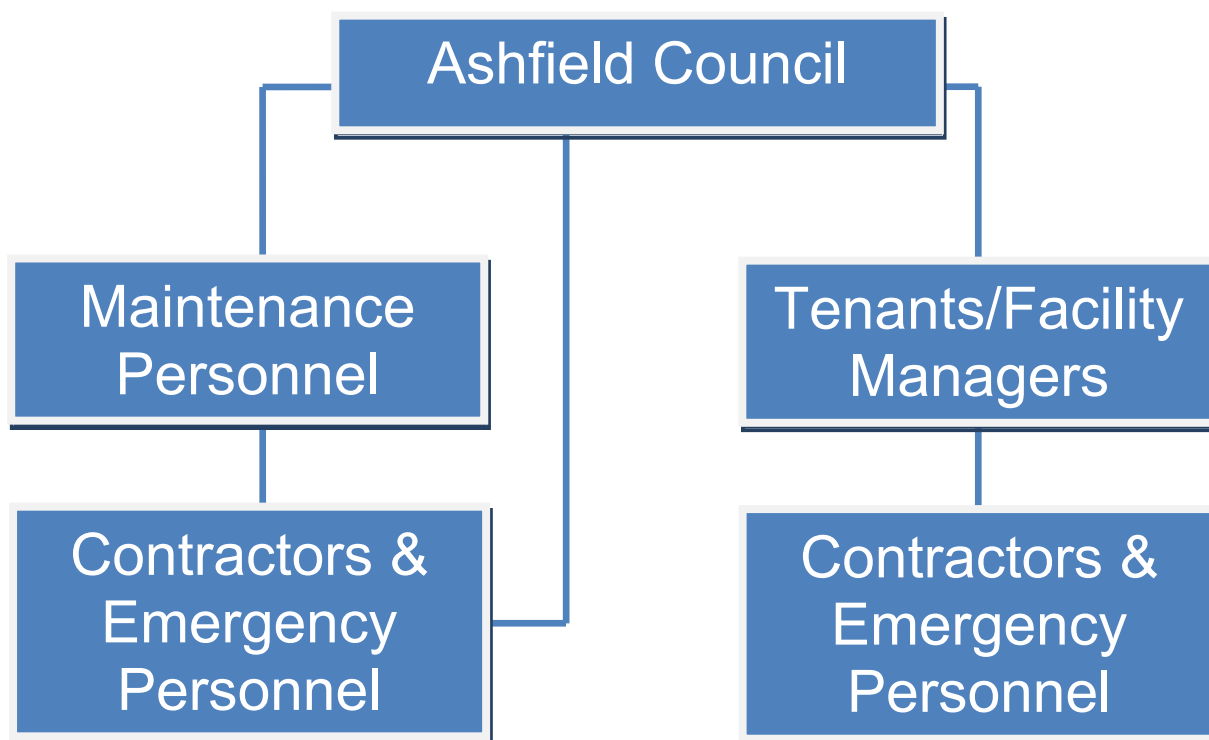 Ashfield Council
Maintenance
Personnel
Tenants/Facility
Managers
Contractors &
Emergency
Personnel
Contractors &
Emergency
Personnel